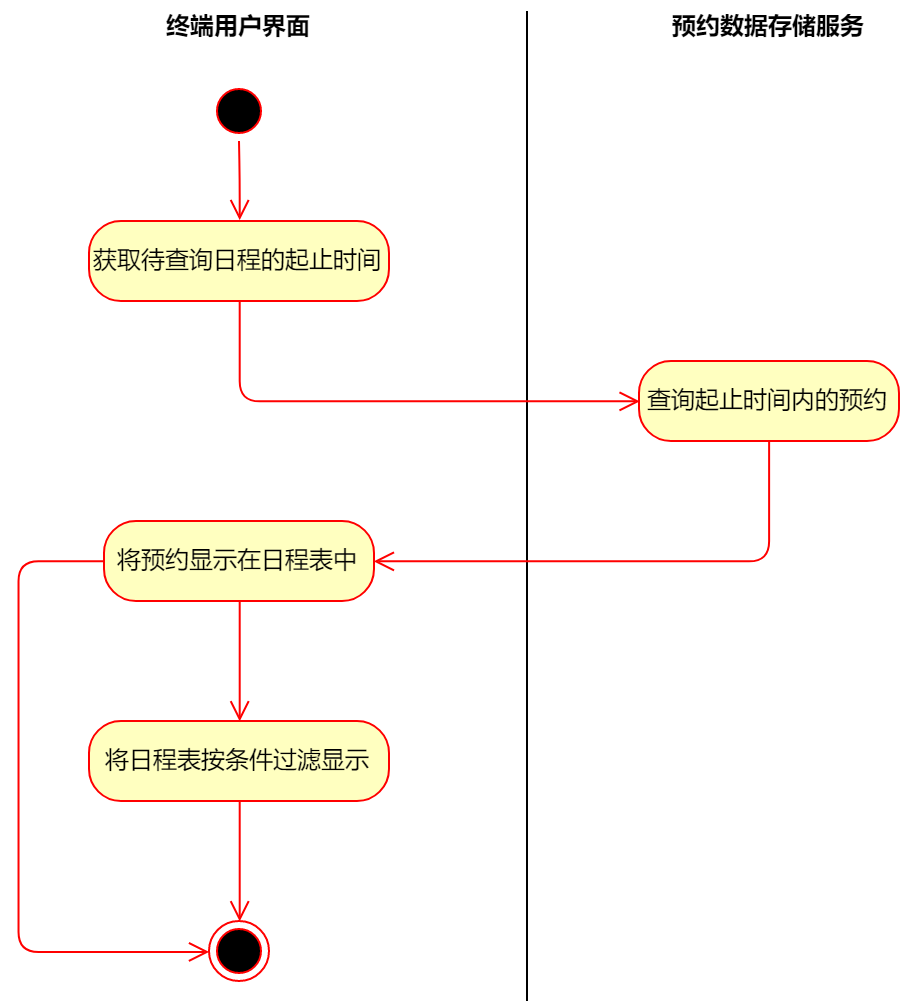 终端用户界面
预约数据存储服务
获取待查询日程的起止时间
查询起止时间内的预约
将预约显示在日程表中
将日程表按条件过滤显示